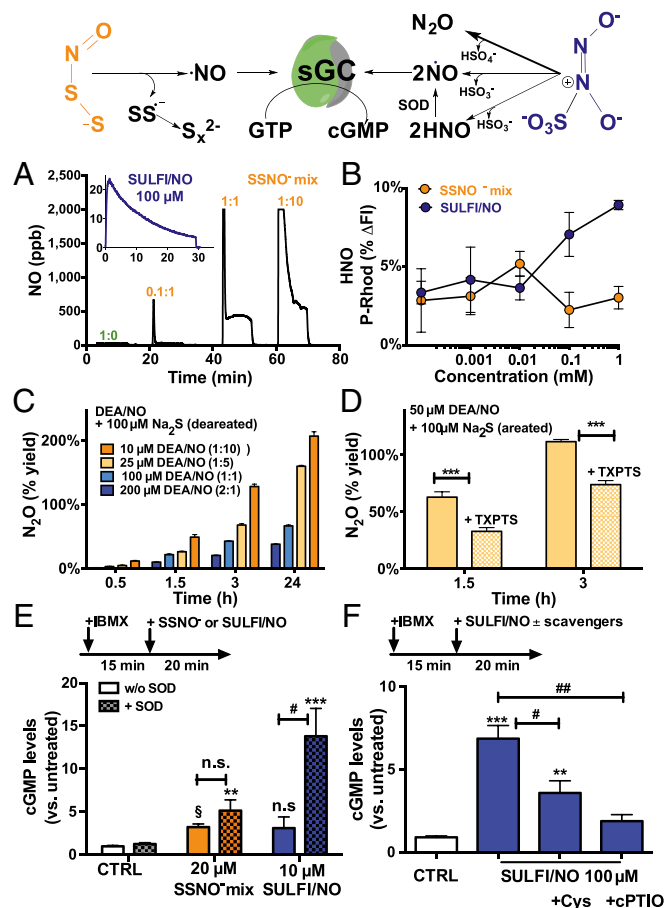 O
N
S
⁻S
·NO
SS·⁻
Sₓ²⁻
sGC
GTP
cGMP
N₂O
2NO
SOD
2HNO
HSO₄⁻
HSO₃⁻
HSO₃⁻
O⁻
N
N
⊕
⁻O₃S
O⁻
A
SULFI/NO
100 µM
SSNO⁻ mix
1:0
0.1:1
1:1
1:10
NO (ppb)
2,500
2,000
1,500
1,000
500
0
20
10
0
0 10 20 30
0 20 40 60 80
Time (min)
B
SSNO⁻ mix
SULFI/NO
HNO
P-Rhod (% ΔFI)
10%
5%
0%
0.001 0.01 0.1 1
Concentration (mM)
C
DEA/NO
+ 100µM Na₂S (deareated)
10 µM DEA/NO (1:10) )
25 µM DEA/NO (1:5)
100 µM DEA/NO (1:1)
200 µM DEA/NO (2:1)
N₂O (% yield)
200%
100%
0%
0.5 1.5 3 24
Time (h)
D
50 µM DEA/NO
+ 100µM Na₂S (areated)
***
***
+ TXPTS
+ TXPTS
N₂O (% yield)
100%
50%
0%
1.5 3
Time (h)
E
+IBMX
+ SSNO⁻ or SULFI/NO
15 min
20 min
w/o SOD
+ SOD
cGMP levels
(vs. untreated)
20
15
10
5
0
§
n.s.
**
n.s
#
***
CTRL
20 µM
SSNO⁻mix
10 µM
SULFI/NO
F
+IBMX
+ SULFI/NO ± scavengers
15 min
20 min
cGMP levels
(vs. untreated)
10
8
6
4
2
0
##
***
#
**
CTRL
SULFI/NO 100 µM
+Cys
+cPTIO